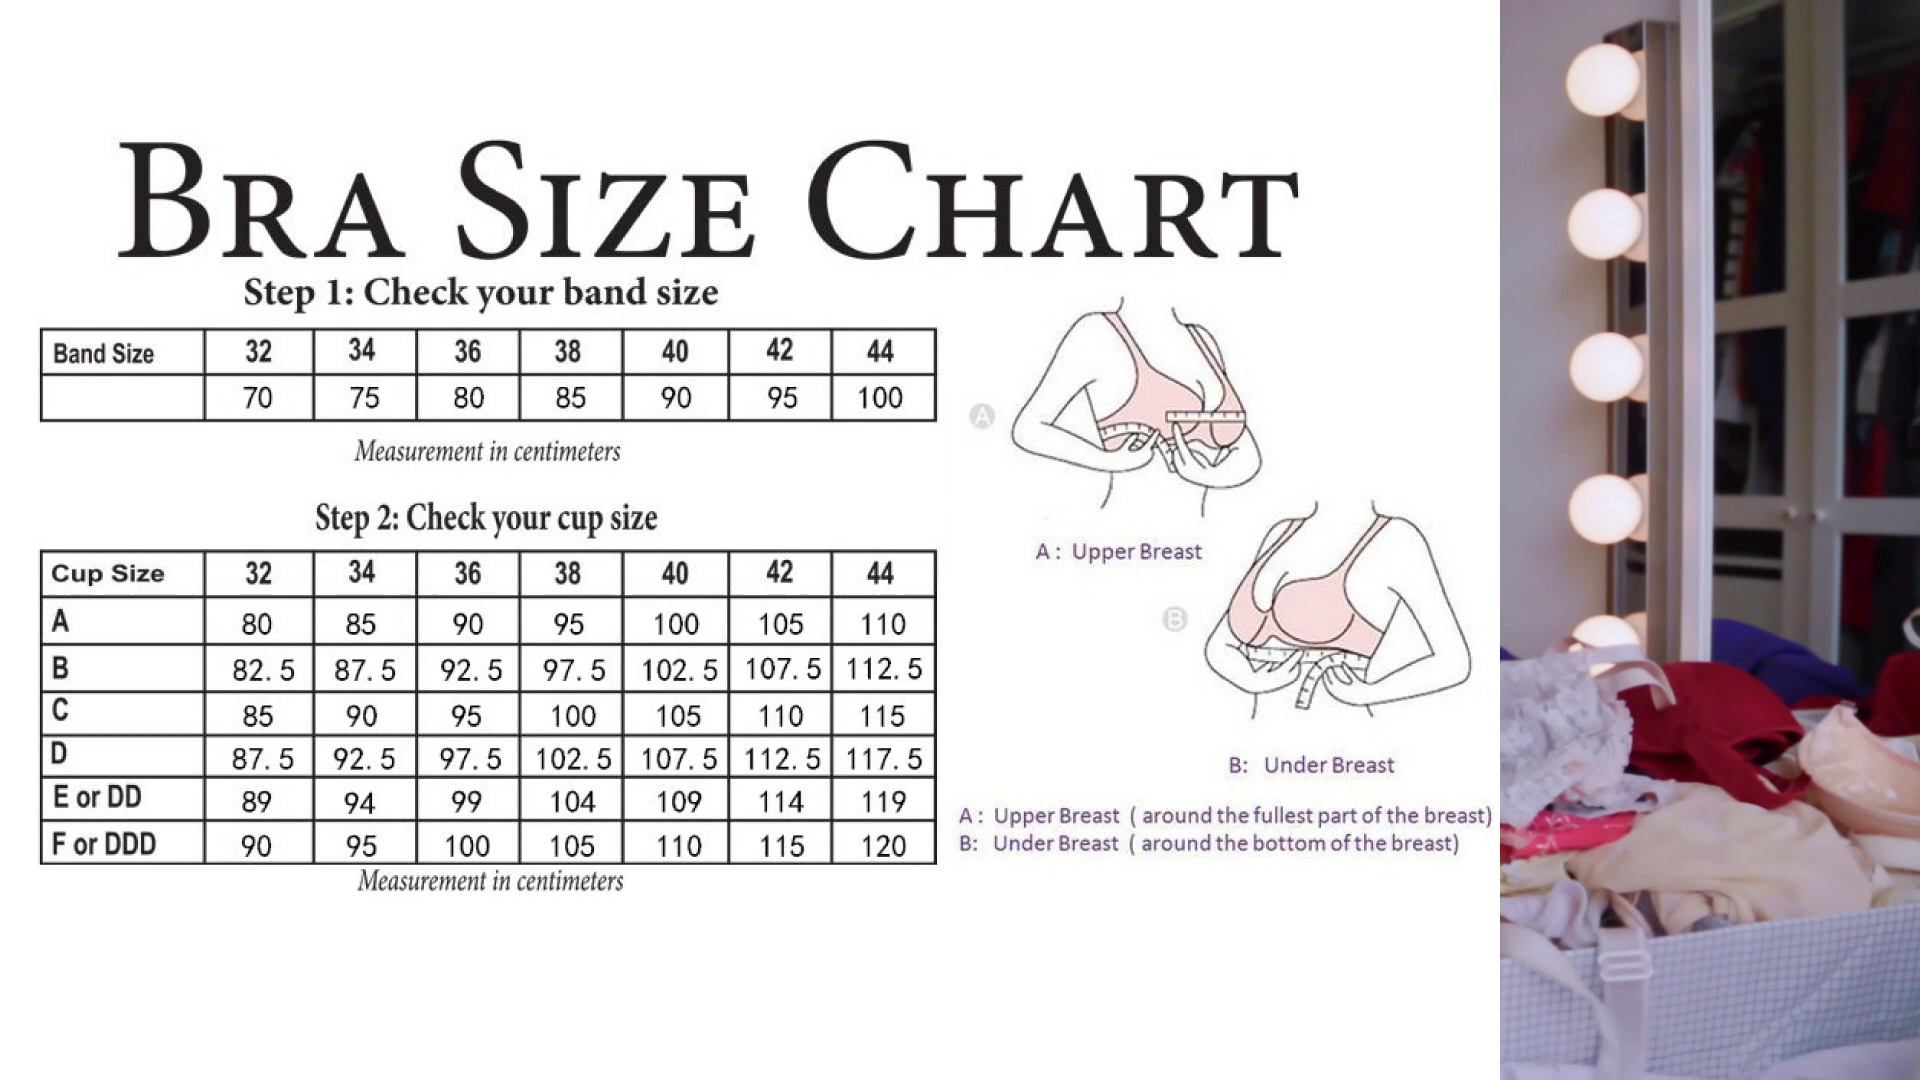 BRA SIZE CHART
Step 1: Check your band size
Band Size 32 34 36 38 40 42 44
70 75 80 85 90 95 100
Measurement in centimeters
Step 2: Check your cup size
Cup Size 32 34 36 38 40 42 44
A 80 85 90 95 100 105 110
B 82.5 87.5 92.5 97.5 102.5 107.5 112.5
C 85 90 95 100 105 110 115
D 87.5 92.5 97.5 102.5 107.5 112.5 117.5
E or DD 89 94 99 104 109 114 119
F or DDD 90 95 100 105 110 115 120
Measurement in centimeters
A
A : Upper Breast
B
B: Under Breast
A : Upper Breast ( around the fullest part of the breast)
B: Under Breast ( around the bottom of the breast)